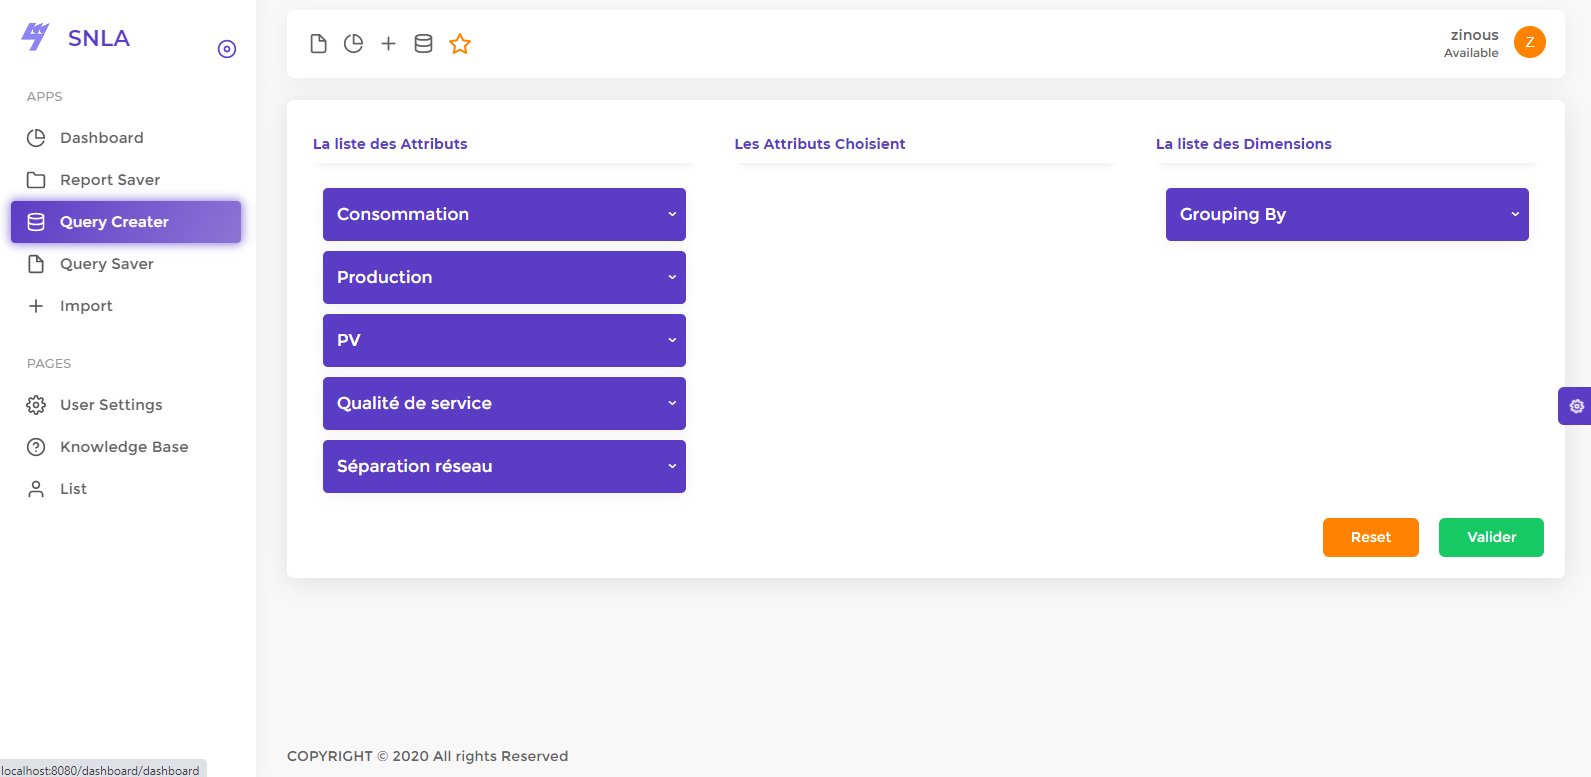 SNLA
APPS
Dashboard
Report Saver
Query Creater
Query Saver
Import
PAGES
User Settings
Knowledge Base
List
zinous
Available
Z
La liste des Attributs
Consommation
Production
PV
Qualité de service
Séparation réseau
Les Attributs Choisient
La liste des Dimensions
Grouping By
Reset
Valider
COPYRIGHT © 2020 All rights Reserved
localhost:8080/dashboard/dashboard